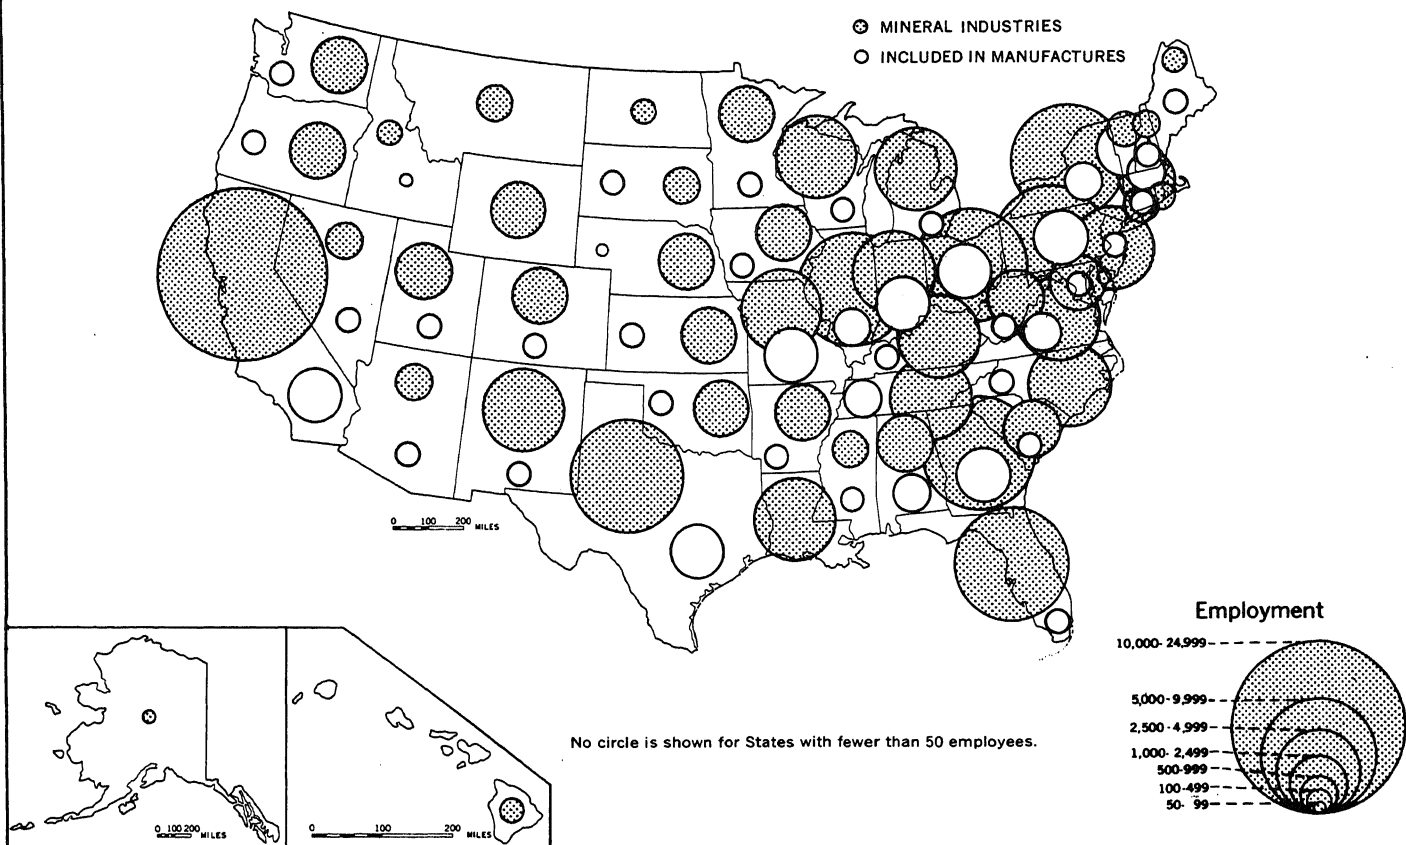 MINERAL INDUSTRIES
INCLUDED IN MANUFACTURES
0 100 200 MILES
Employment
10,000-24,999
5,000-9,999
2,500-4,999
1,000-2,499
500-999
100-499
50-99
No circle is shown for States with fewer than 50 employees.
0 100 200 MILES
0 100 200 MILES